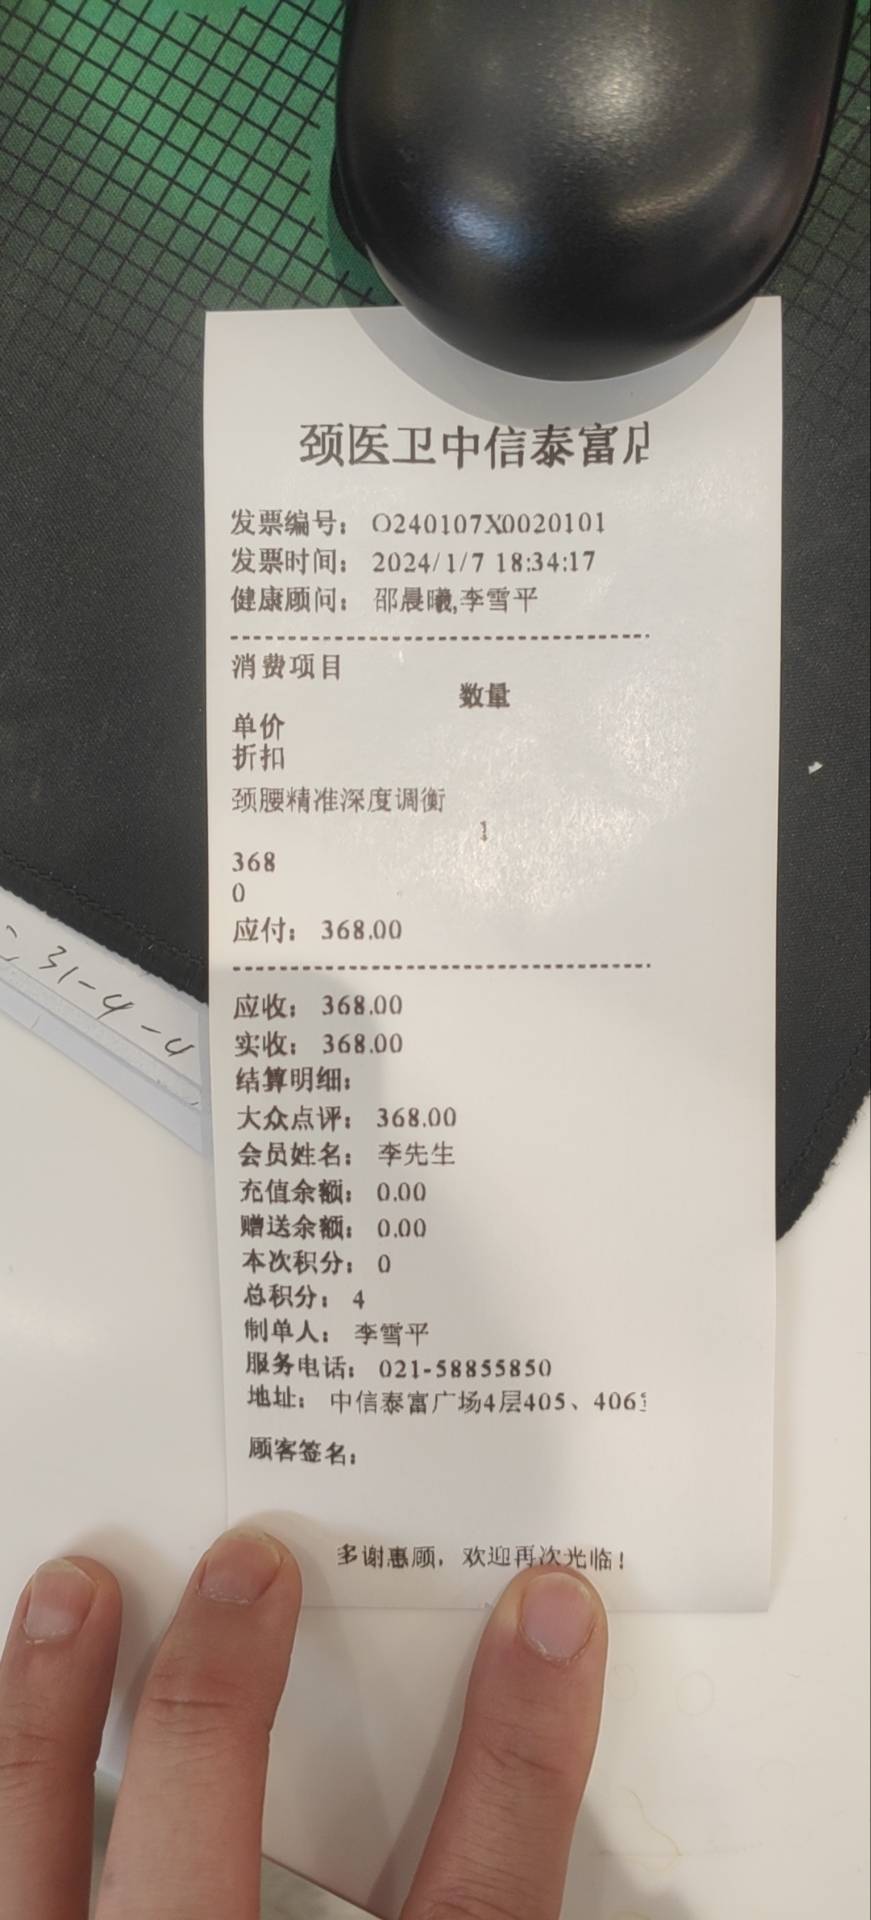 颈医卫中信泰富店
发票编号： O240107X0020101
发票时间： 2024/1/7 18:34:17
健康顾问： 邵晨曦,李雪平
消费项目
数量
单价
折扣
颈腰精准深度调衡
1
368
0
应付： 368.00
应收： 368.00
实收： 368.00
结算明细：
大众点评： 368.00
会员姓名： 李先生
充值余额： 0.00
赠送余额： 0.00
本次积分： 0
总积分： 4
制单人： 李雪平
服务电话： 021-58855850
地址： 中信泰富广场4层405、406
顾客签名：
多谢惠顾，欢迎再次光临！
31-4-4